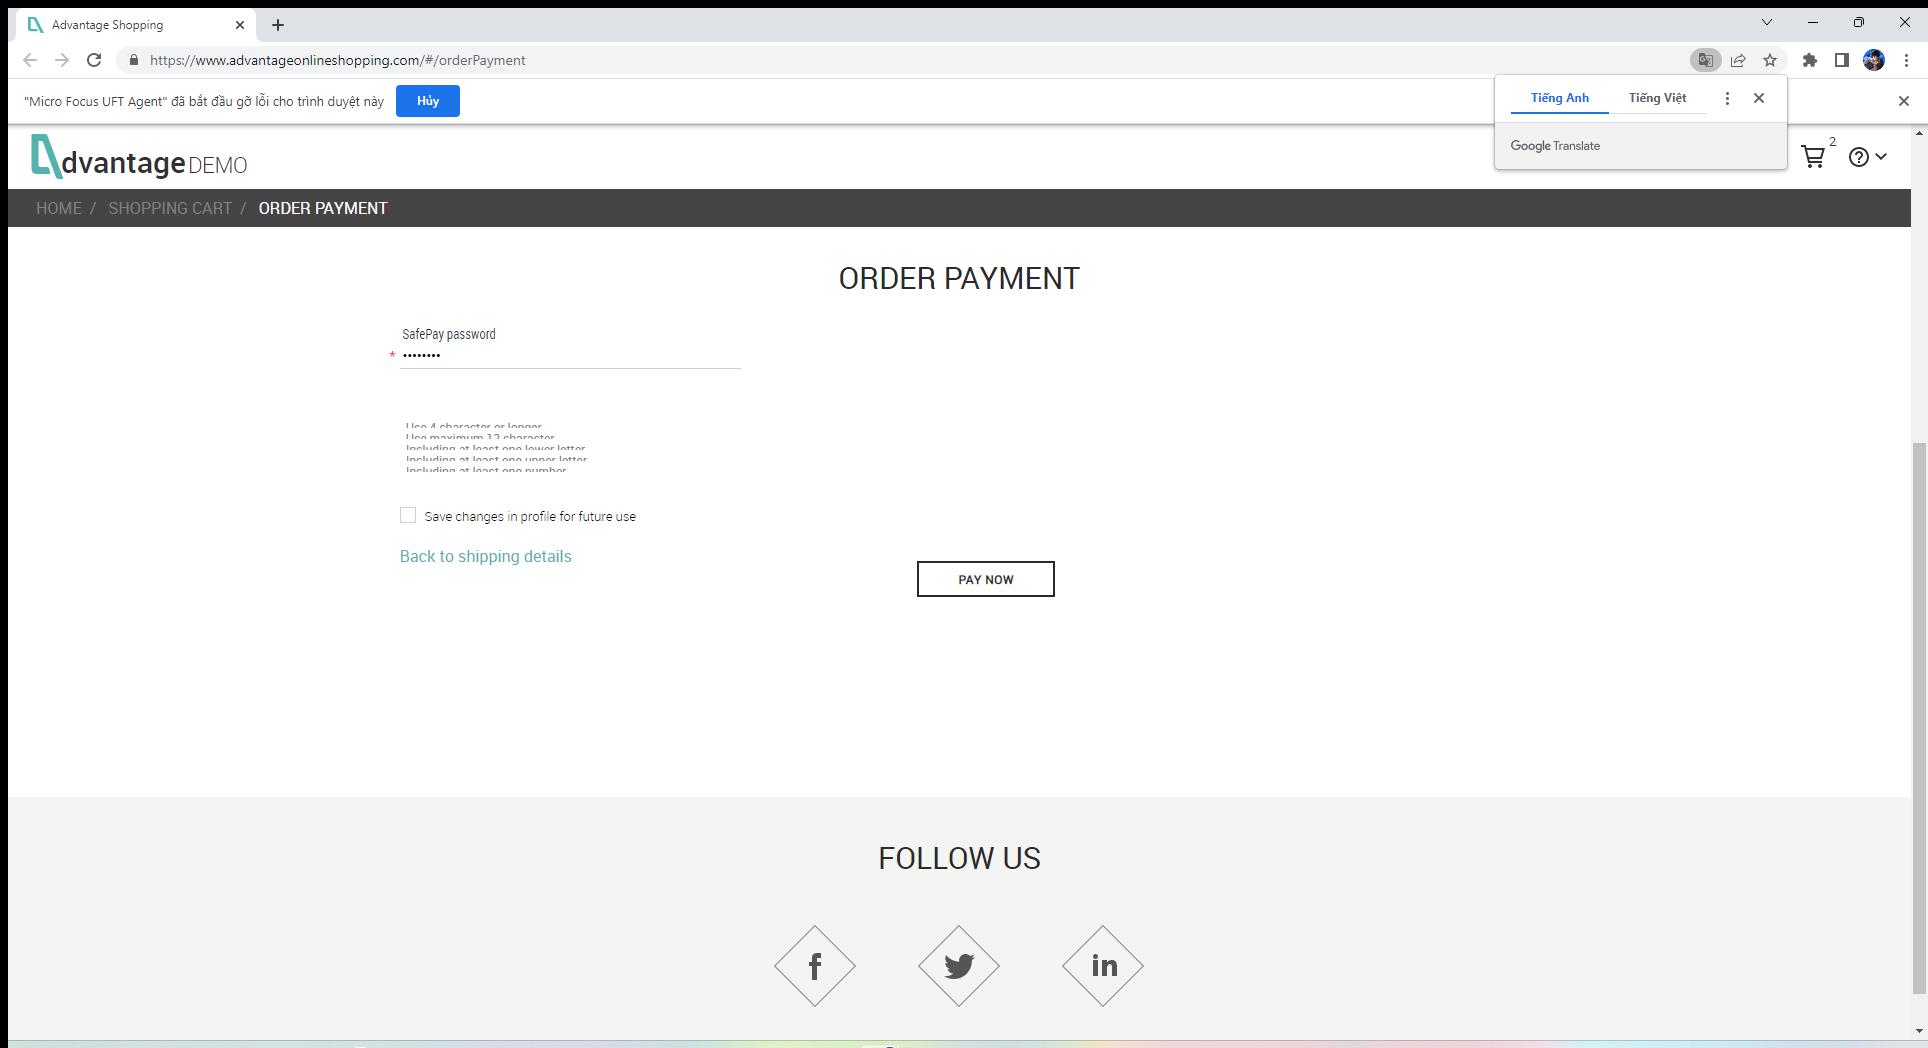 Advantage Shopping
https://www.advantageonlineshopping.com/#/orderPayment
"Micro Focus UFT Agent" đã bắt đầu gỡ lỗi cho trình duyệt này
Hủy
Tiếng Anh
Tiếng Việt
Google Translate
dvantage DEMO
2
HOME / SHOPPING CART / ORDER PAYMENT
ORDER PAYMENT
SafePay password
* ••••••••
Use 4 character or longer
Use maximum 12 character
Including at least one lower letter
Including at least one upper letter
Including at least one number
Save changes in profile for future use
Back to shipping details
PAY NOW
FOLLOW US
f
in